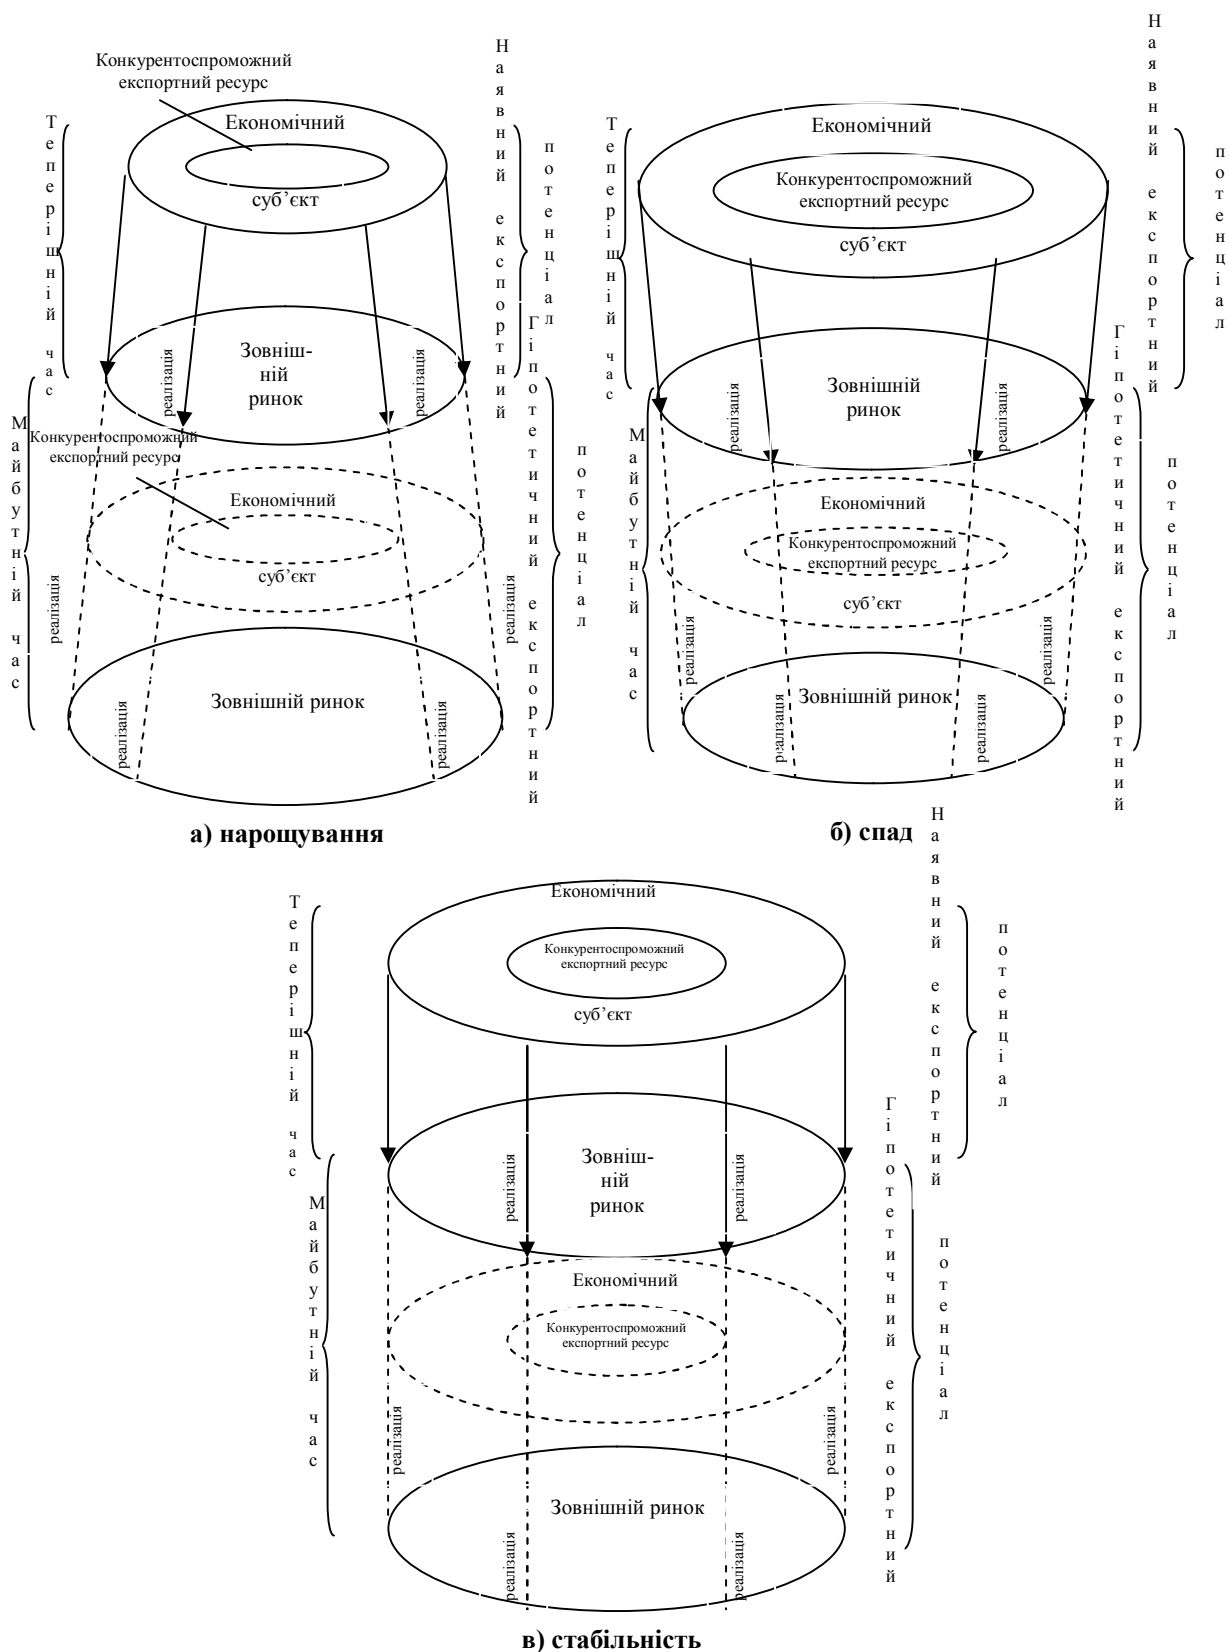 Конкурентоспроможний
експортний ресурс
Економічний
суб’єкт
Теперішній час
Наявний експортний
потенціал
Зовніш-
ній
ринок
реалізація
реалізація
Майбутній час
Гіпотетичний експортний
потенціал
Конкурентоспроможний
експортний ресурс
Економічний
суб’єкт
реалізація
реалізація
Зовнішній ринок
реалізація
реалізація
а) нарощування
Теперішній час
Наявний експортний
потенціал
Економічний
Конкурентоспроможний
експортний ресурс
суб’єкт
Зовнішній
ринок
реалізація
реалізація
Майбутній час
Гіпотетичний експортний
потенціал
Економічний
Конкурентоспроможний
експортний ресурс
суб’єкт
реалізація
реалізація
Зовнішній ринок
реалізація
реалізація
б) спад
Теперішній час
Наявний експортний
потенціал
Економічний
Конкурентоспроможний
експортний ресурс
суб’єкт
Зовніш-
ній
ринок
реалізація
реалізація
Майбутній час
Гіпотетичний експортний
потенціал
Економічний
Конкурентоспроможний
експортний ресурс
реалізація
реалізація
Зовнішній ринок
реалізація
реалізація
в) стабільність